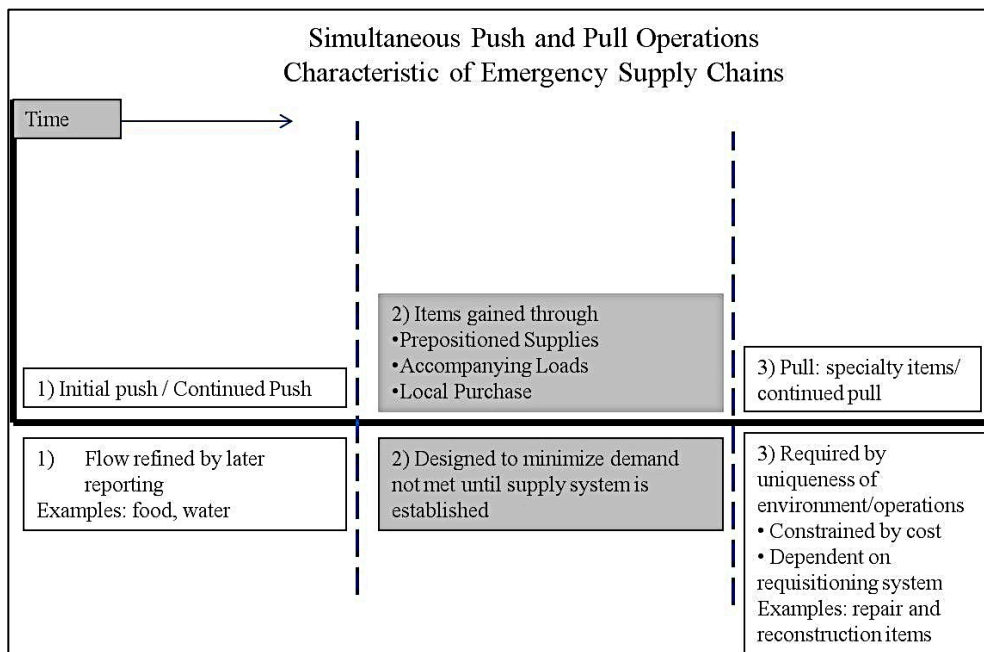 Simultaneous Push and Pull Operations
Characteristic of Emergency Supply Chains
Time
1) Initial push / Continued Push
2) Items gained through
•Prepositioned Supplies
•Accompanying Loads
•Local Purchase
3) Pull: specialty items/
continued pull
1) Flow refined by later
reporting
Examples: food, water
2) Designed to minimize demand
not met until supply system is
established
3) Required by
uniqueness of
environment/operations
• Constrained by cost
• Dependent on
requisitioning system
Examples: repair and
reconstruction items